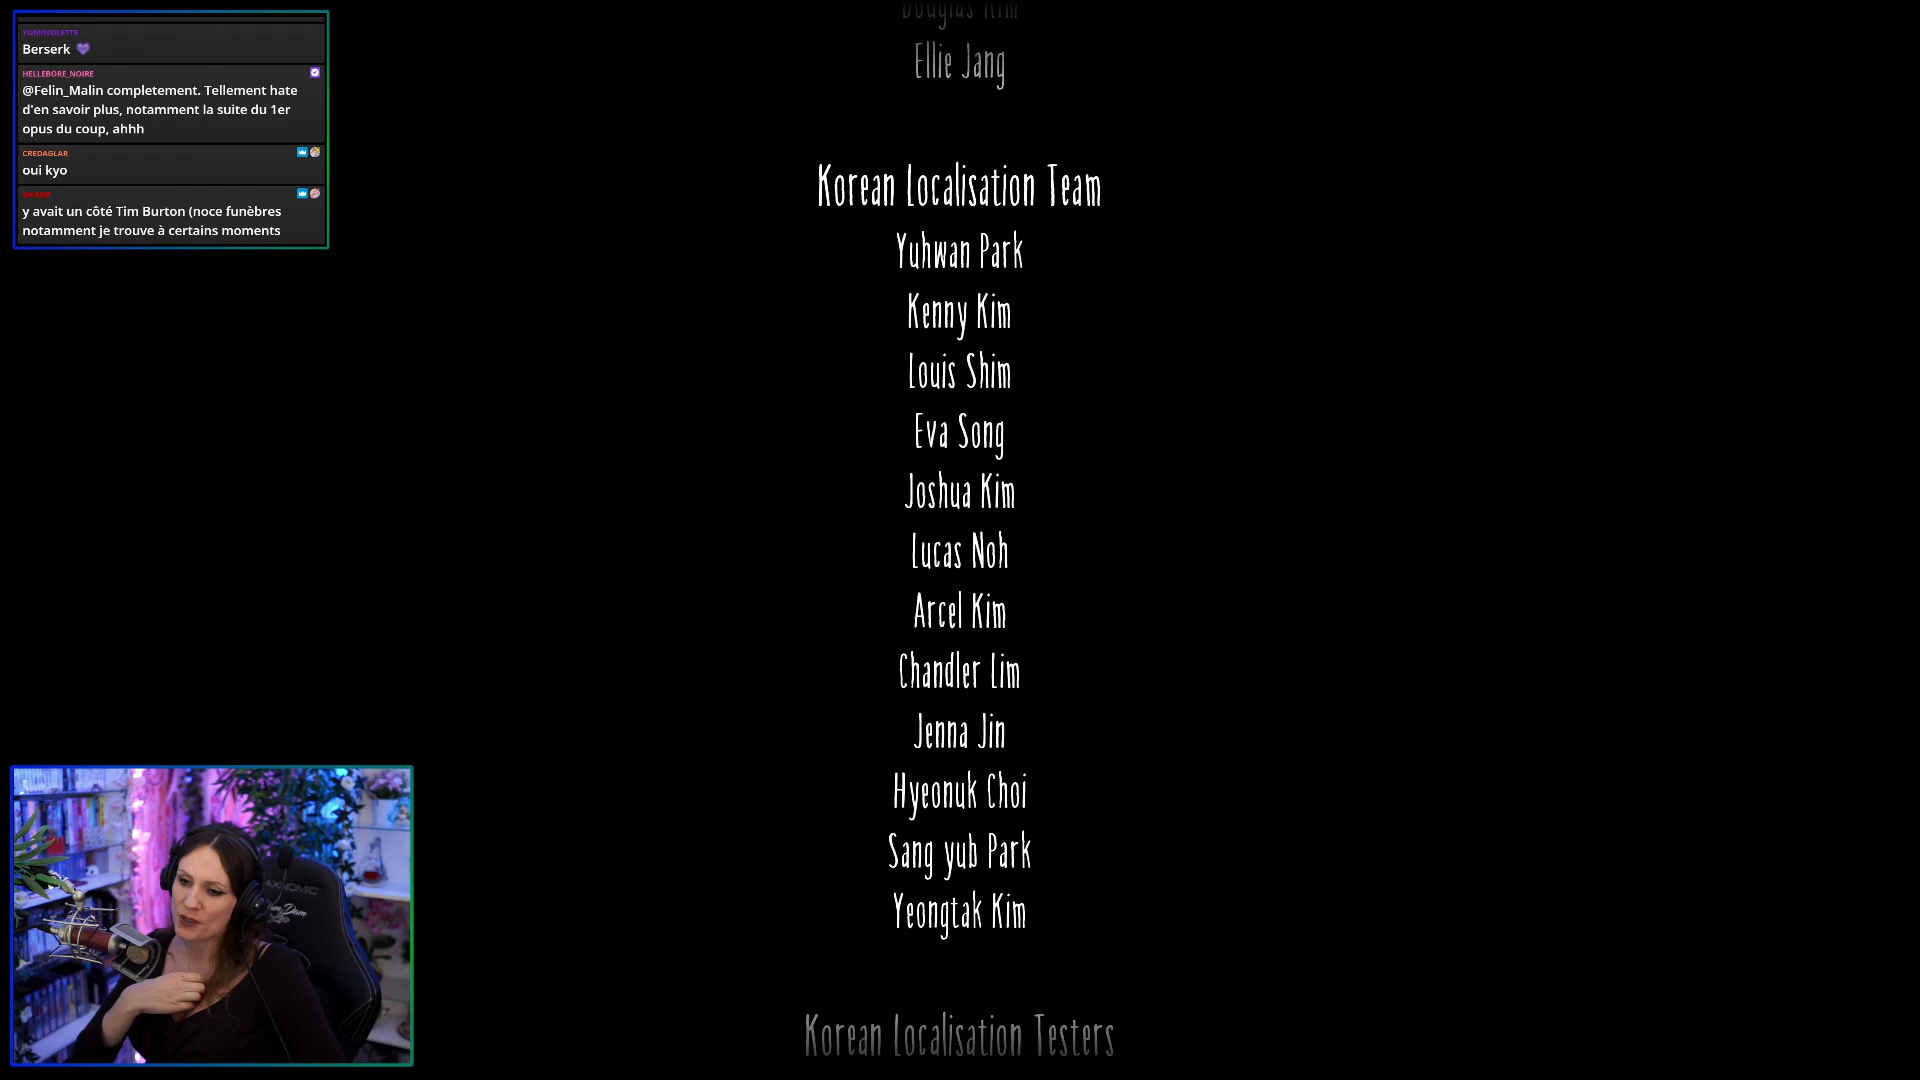 YUMIMOLETTE
Berserk 💜
HELLEBORE_NOIRE
@Felin_Malin completement. Tellement hate
d'en savoir plus, notamment la suite du 1er
opus du coup, ahhh
CREDAGLAR
oui kyo
y avait un côté Tim Burton (noce funèbres
notamment je trouve à certains moments
Douglas Kim
Ellie Jang
Korean Localisation Team
Yuhwan Park
Kenny Kim
Louis Shim
Eva Song
Joshua Kim
Lucas Noh
Arcel Kim
Chandler Lim
Jenna Jin
Hyeonuk Choi
Sang yub Park
Yeongtak Kim
Korean Localisation Testers